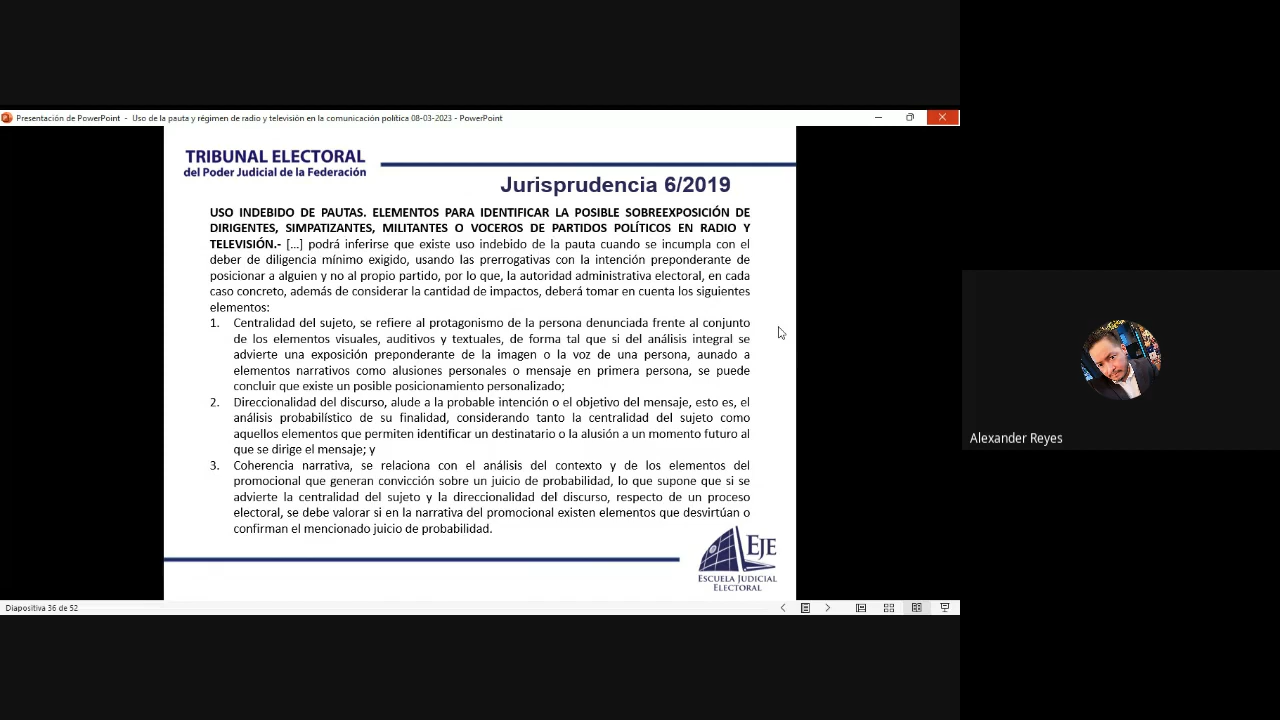 Presentación de PowerPoint - Uso de la pauta y régimen de radio y televisión en la comunicación política 08-03-2023 - PowerPoint
TRIBUNAL ELECTORAL
del Poder Judicial de la Federación
Jurisprudencia 6/2019
USO INDEBIDO DE PAUTAS. ELEMENTOS PARA IDENTIFICAR LA POSIBLE SOBREEXPOSICIÓN DE
DIRIGENTES, SIMPATIZANTES, MILITANTES O VOCEROS DE PARTIDOS POLÍTICOS EN RADIO Y
TELEVISIÓN.- [...] podrá inferirse que existe uso indebido de la pauta cuando se incumpla con el
deber de diligencia mínimo exigido, usando las prerrogativas con la intención preponderante de
posicionar a alguien y no al propio partido, por lo que, la autoridad administrativa electoral, en cada
caso concreto, además de considerar la cantidad de impactos, deberá tomar en cuenta los siguientes
elementos:
1. Centralidad del sujeto, se refiere al protagonismo de la persona denunciada frente al conjunto
de los elementos visuales, auditivos y textuales, de forma tal que si del análisis integral se
advierte una exposición preponderante de la imagen o la voz de una persona, aunado a
elementos narrativos como alusiones personales o mensaje en primera persona, se puede
concluir que existe un posible posicionamiento personalizado;
2. Direccionalidad del discurso, alude a la probable intención o el objetivo del mensaje, esto es, el
análisis probabilístico de su finalidad, considerando tanto la centralidad del sujeto como
aquellos elementos que permiten identificar un destinatario o la alusión a un momento futuro al
que se dirige el mensaje; y
3. Coherencia narrativa, se relaciona con el análisis del contexto y de los elementos del
promocional que generan convicción sobre un juicio de probabilidad, lo que supone que si se
advierte la centralidad del sujeto y la direccionalidad del discurso, respecto de un proceso
electoral, se debe valorar si en la narrativa del promocional existen elementos que desvirtúan o
confirman el mencionado juicio de probabilidad.
EJE
ESCUELA JUDICIAL
ELECTORAL
Diapositiva 36 de 52
Alexander Reyes